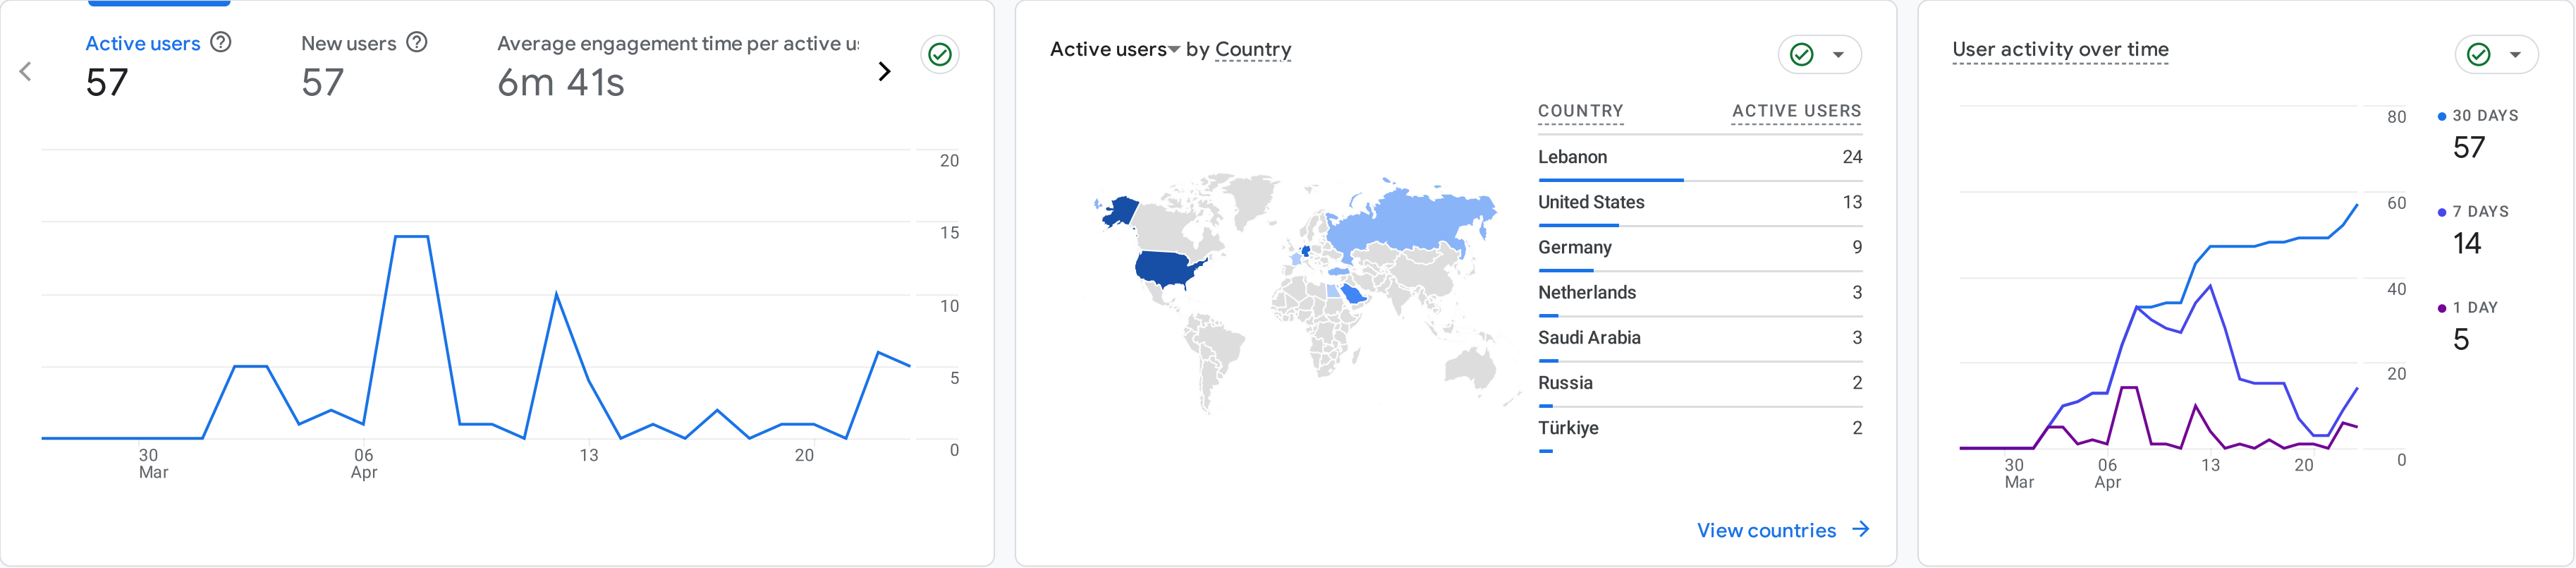 Active users
57
New users
57
Average engagement time per active u
6m 41s
20
15
10
5
0
30
Mar
06
Apr
13
20
Active users by Country
COUNTRY ACTIVE USERS
Lebanon 24
United States 13
Germany 9
Netherlands 3
Saudi Arabia 3
Russia 2
Türkiye 2
View countries
User activity over time
80
60
40
20
0
30
Mar
06
Apr
13
20
30 DAYS
57
7 DAYS
14
1 DAY
5